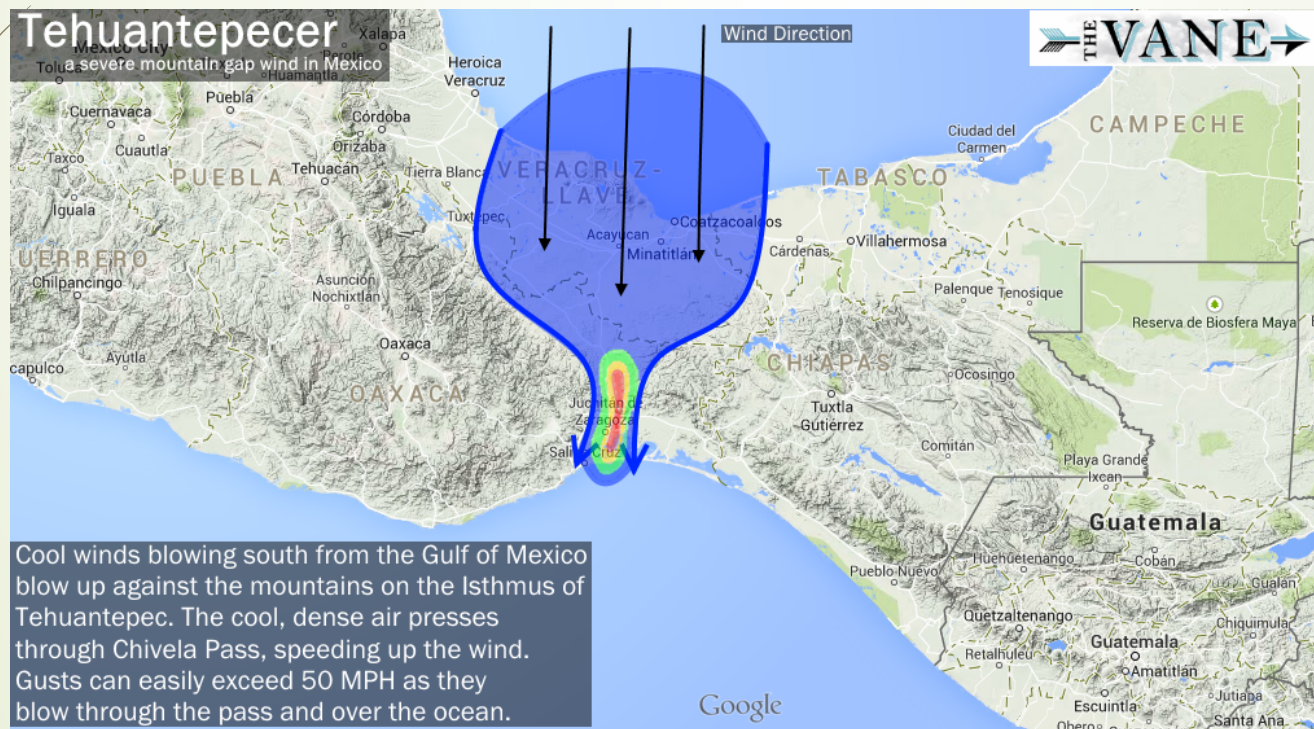 Tehuantepecer
a severe mountain gap wind in Mexico
Wind Direction
THE VANE
Mexico City
Toluca
Xalapa
Perote
Huamantla
Heroica
Veracruz
Puebla
Cuernavaca
Córdoba
Cuautla
Orizaba
Taxco
Tehuacán
Tierra Blanca
PUEBLA
VERACRUZ-
LLAVE
Iguala
Tuxtepec
Acayucan
Coatzacoalcos
Minatitlán
Ciudad del
Carmen
CAMPECHE
TABASCO
Cárdenas
Villahermosa
UERRERO
Chilpancingo
Asunción
Nochixtlán
Palenque
Tenosique
Reserva de Biosfera Maya
Ayutla
Oaxaca
capulco
OAXACA
CHIAPAS
Ocosingo
Juchitán de
Zaragoza
Tuxtla
Gutiérrez
Salina Cruz
Comitán
Playa Grande
Ixcan
Guatemala
Huehuetenango
Cobán
Pueblo Nuevo
Gualán
Quetzaltenango
Chiquimula
Retalhuleu
Guatemala
Amatitlán
Escuintla
Jutiapa
Santa Ana
Cool winds blowing south from the Gulf of Mexico
blow up against the mountains on the Isthmus of
Tehuantepec. The cool, dense air presses
through Chivela Pass, speeding up the wind.
Gusts can easily exceed 50 MPH as they
blow through the pass and over the ocean.
Google